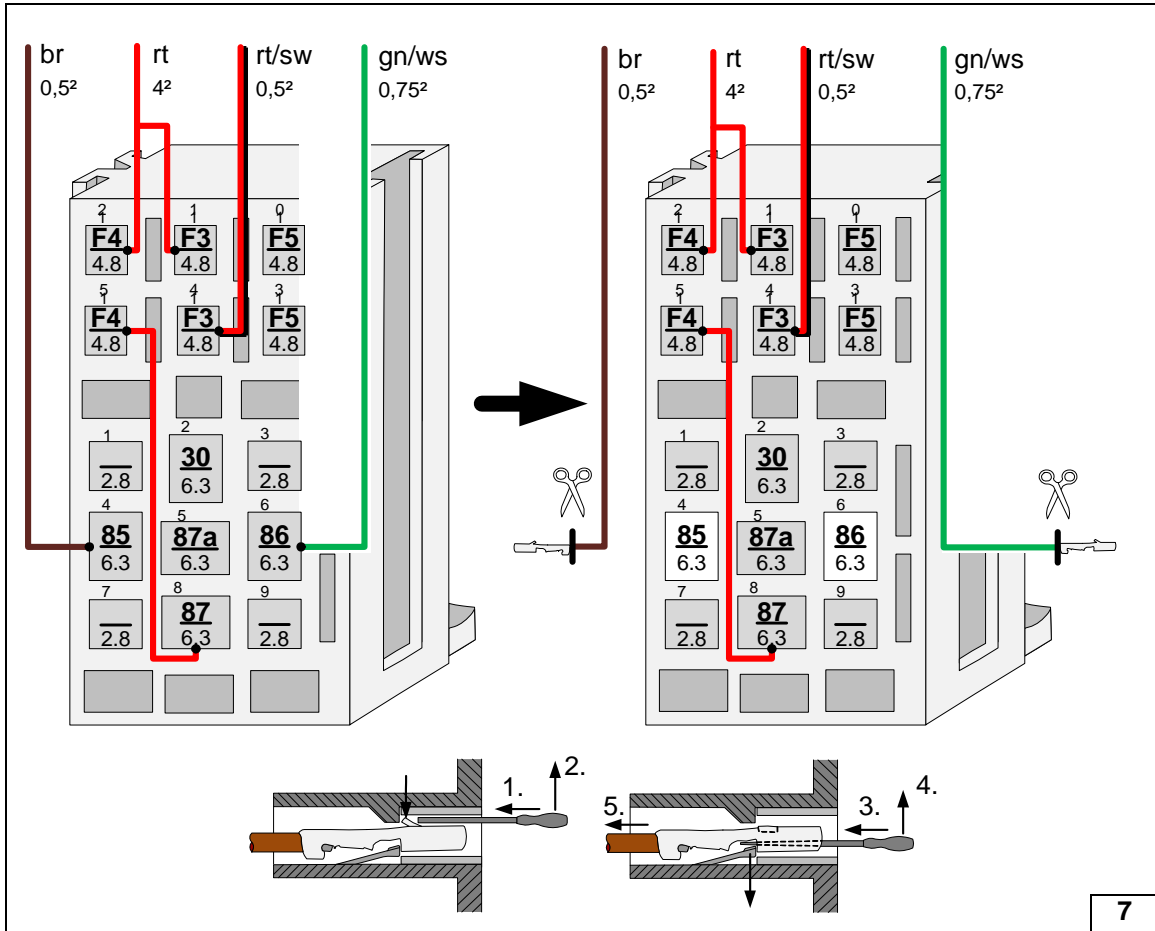 br rt rt/sw gn/ws
0,5² 4² 0,5² 0,75²
2 1 0
F4 F3 F5
4.8 4.8 4.8
5 4 3
F4 F3 F5
4.8 4.8 4.8
1 2 3
— 30 —
2.8 6.3 2.8
4 5 6
85 87a 86
6.3 6.3 6.3
7 8 9
— 87 —
2.8 6.3 2.8
br rt rt/sw gn/ws
0,5² 4² 0,5² 0,75²
2 1 0
F4 F3 F5
4.8 4.8 4.8
5 4 3
F4 F3 F5
4.8 4.8 4.8
1 2 3
— 30 —
2.8 6.3 2.8
4 5 6
85 87a 86
6.3 6.3 6.3
7 8 9
— 87 —
2.8 6.3 2.8
1. 2.
5. 3. 4.
7